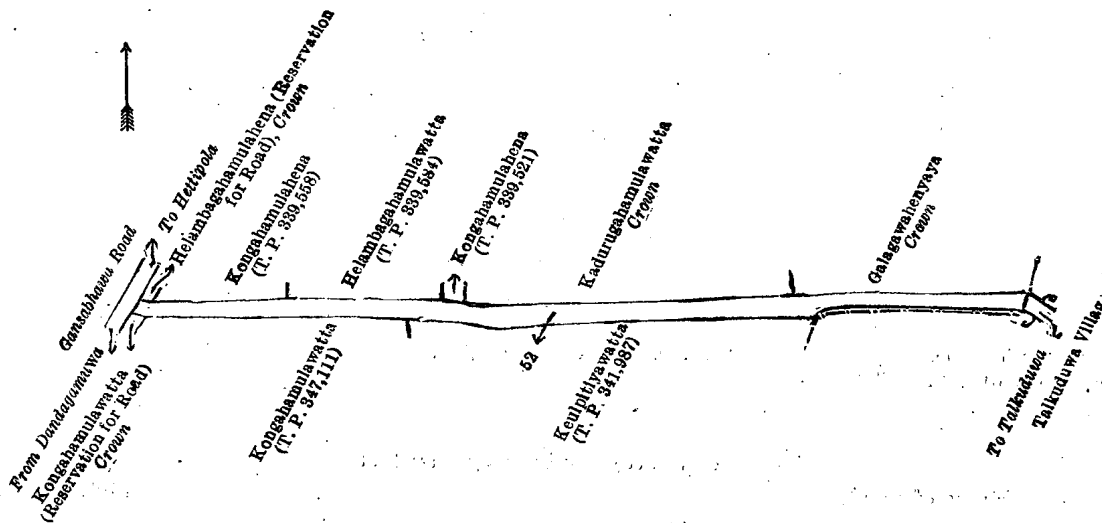 Gansabhawa Road
To Hettipola
Helambagahamulahena (Reservation
for Road), Crown
Kongahamulahena
(T. P. 339,558)
Helambagahamulawatta
(T. P. 339,584)
Kongahamulahena
(T. P. 339,521)
Kadurugahamulawatta
Crown
Galagawahenyaya
Crown
From Dandagamuwa
Kongahamulawatta
(Reservation for Road)
Crown
Kongahamulawatta
(T. P. 347,111)
52
Keulpitiyawatta
(T. P. 341,987)
To Talkuduwa
Talkuduwa Villag